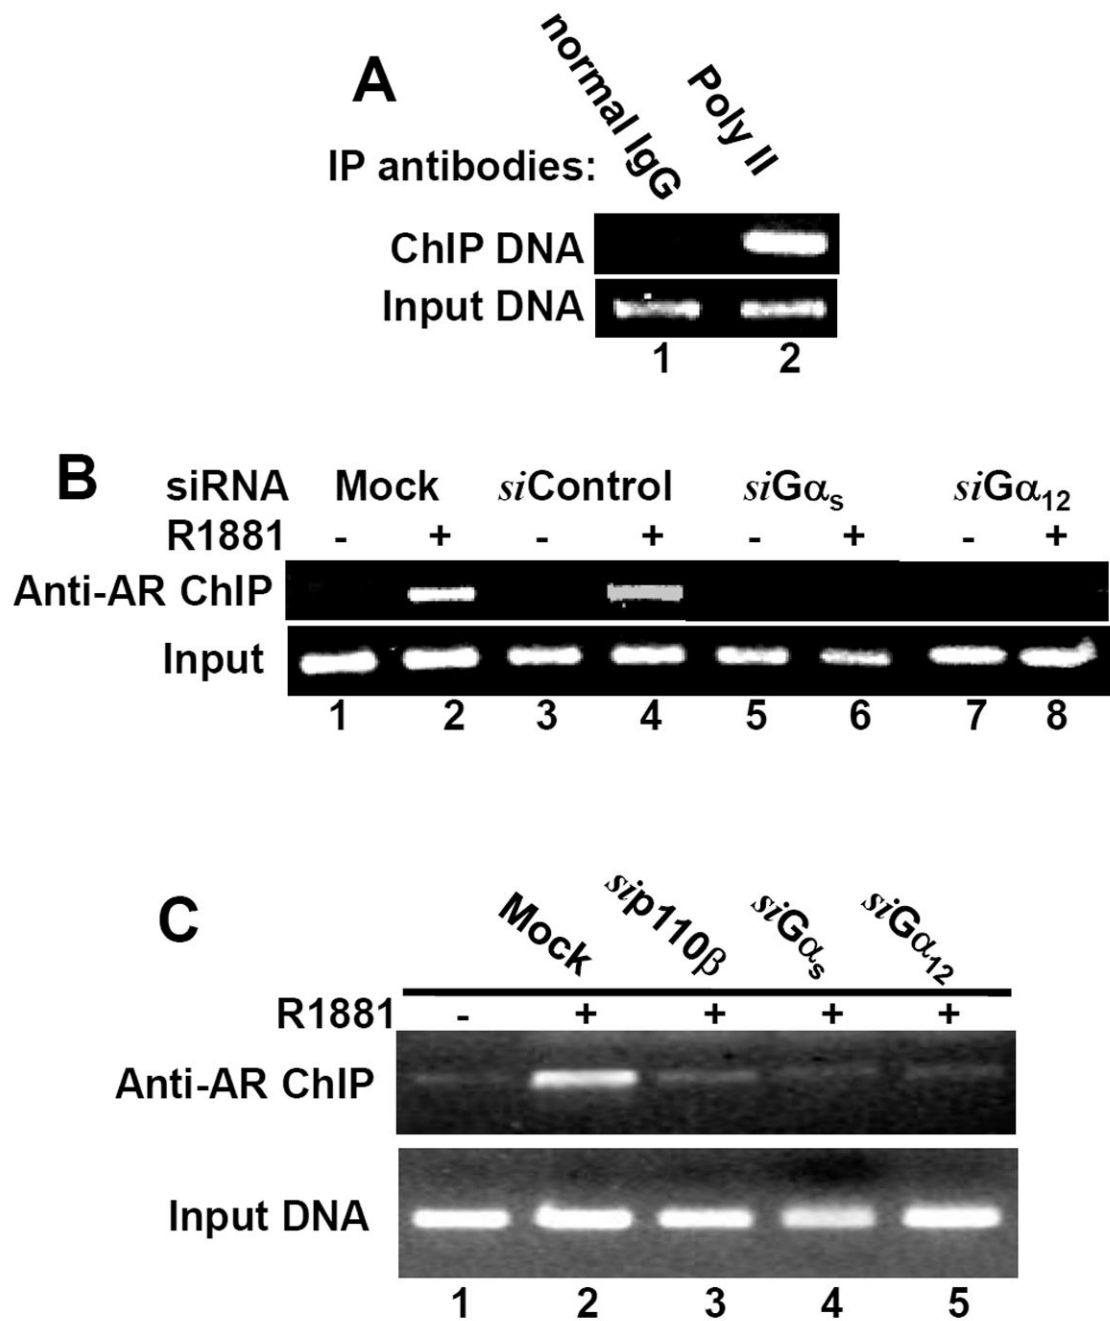 A
normal IgG
Poly II
IP antibodies:
ChIP DNA
Input DNA
1 2
B
siRNA Mock siControl siGαs siGα12
R1881 - + - + - + - +
Anti-AR ChIP
Input
1 2 3 4 5 6 7 8
C
Mock sip110β siGαs siGα12
R1881 - + + + +
Anti-AR ChIP
Input DNA
1 2 3 4 5